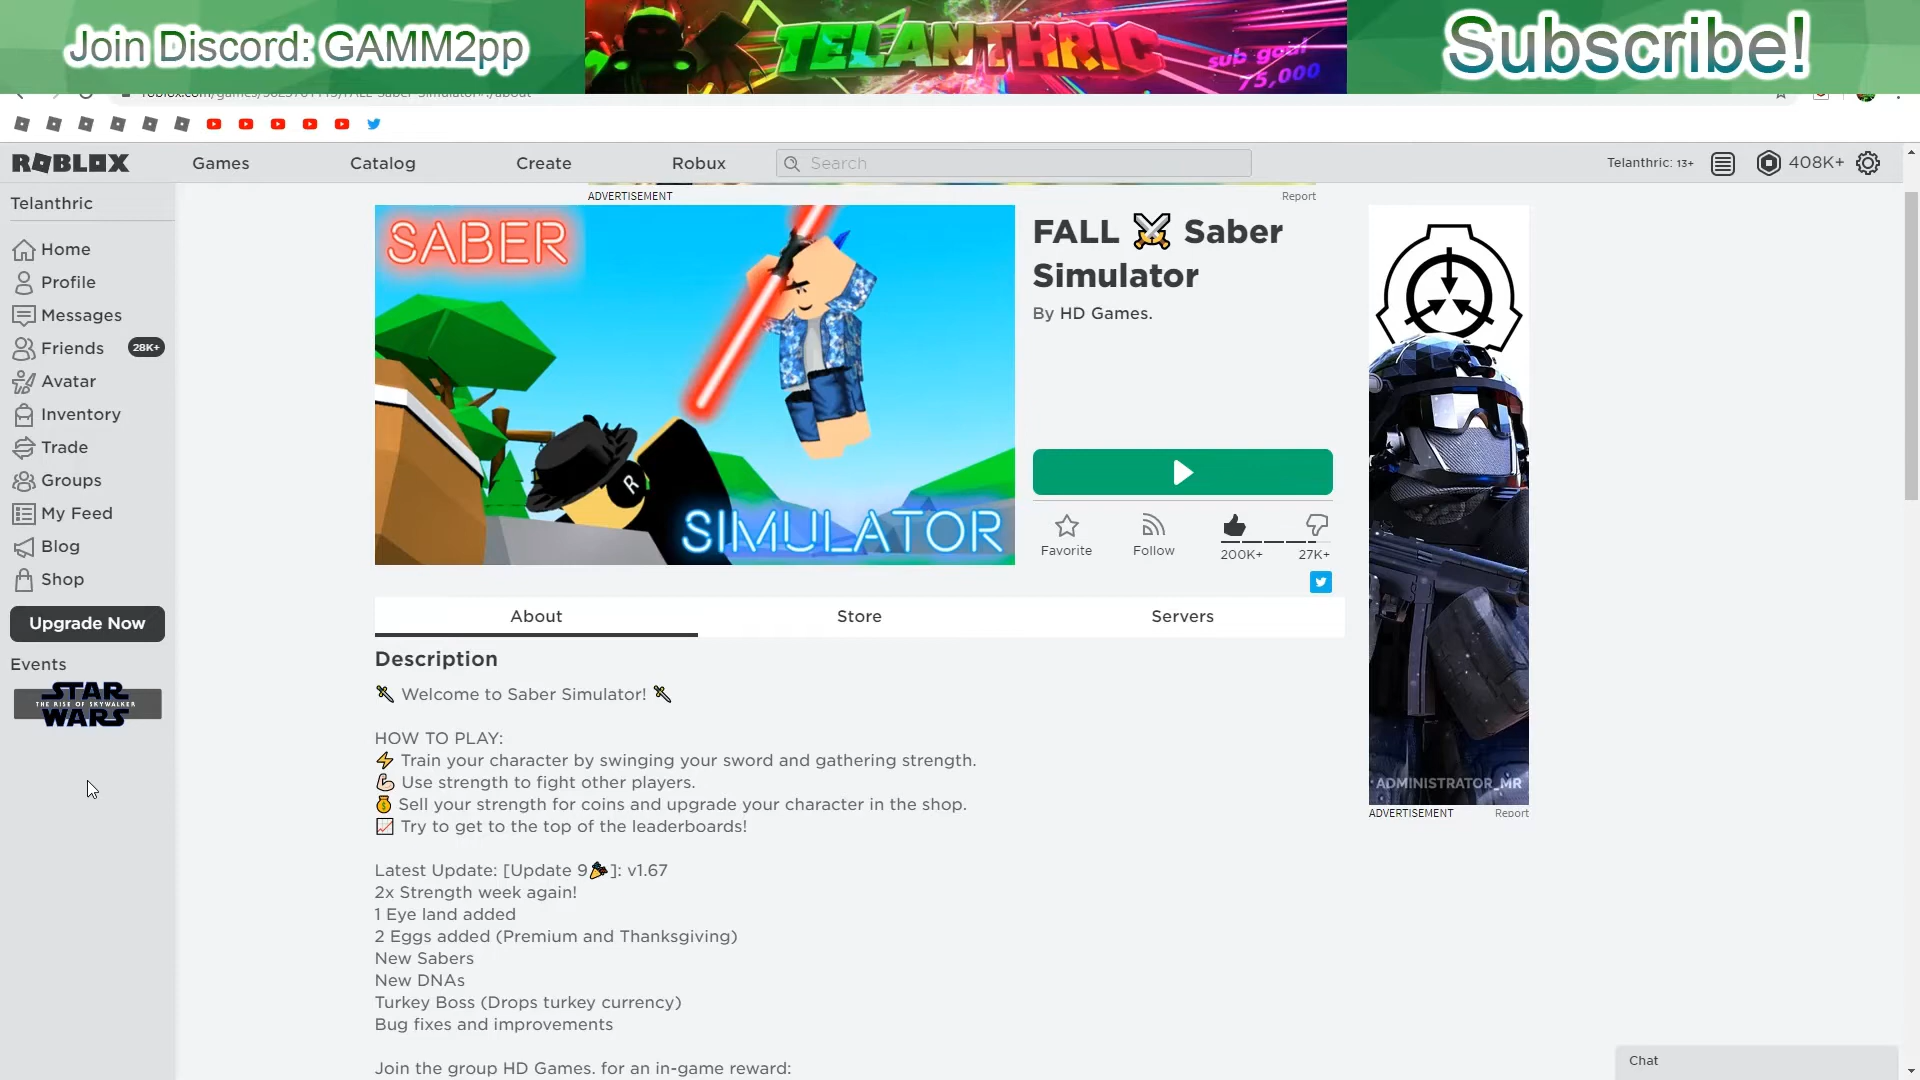 Join Discord: GAMM2pp
TELANTHRIC
sub goal
75,000
Subscribe!
ROBLOX
Games
Catalog
Create
Robux
Search
Telanthric: 13+
408K+
Telanthric
Home
Profile
Messages
Friends
28K+
Avatar
Inventory
Trade
Groups
My Feed
Blog
Shop
Upgrade Now
Events
STAR
THE RISE OF SKYWALKER
WARS
ADVERTISEMENT
Report
SABER
R
SIMULATOR
FALL ⚔️ Saber
Simulator
By HD Games.
Favorite
Follow
200K+
27K+
ADMINISTRATOR_MR
ADVERTISEMENT
Report
About
Store
Servers
Description
🗡️ Welcome to Saber Simulator! 🗡️
HOW TO PLAY:
⚡ Train your character by swinging your sword and gathering strength.
💪 Use strength to fight other players.
💰 Sell your strength for coins and upgrade your character in the shop.
📈 Try to get to the top of the leaderboards!
Latest Update: [Update 9🎉]: v1.67
2x Strength week again!
1 Eye land added
2 Eggs added (Premium and Thanksgiving)
New Sabers
New DNAs
Turkey Boss (Drops turkey currency)
Bug fixes and improvements
Join the group HD Games. for an in-game reward:
Chat